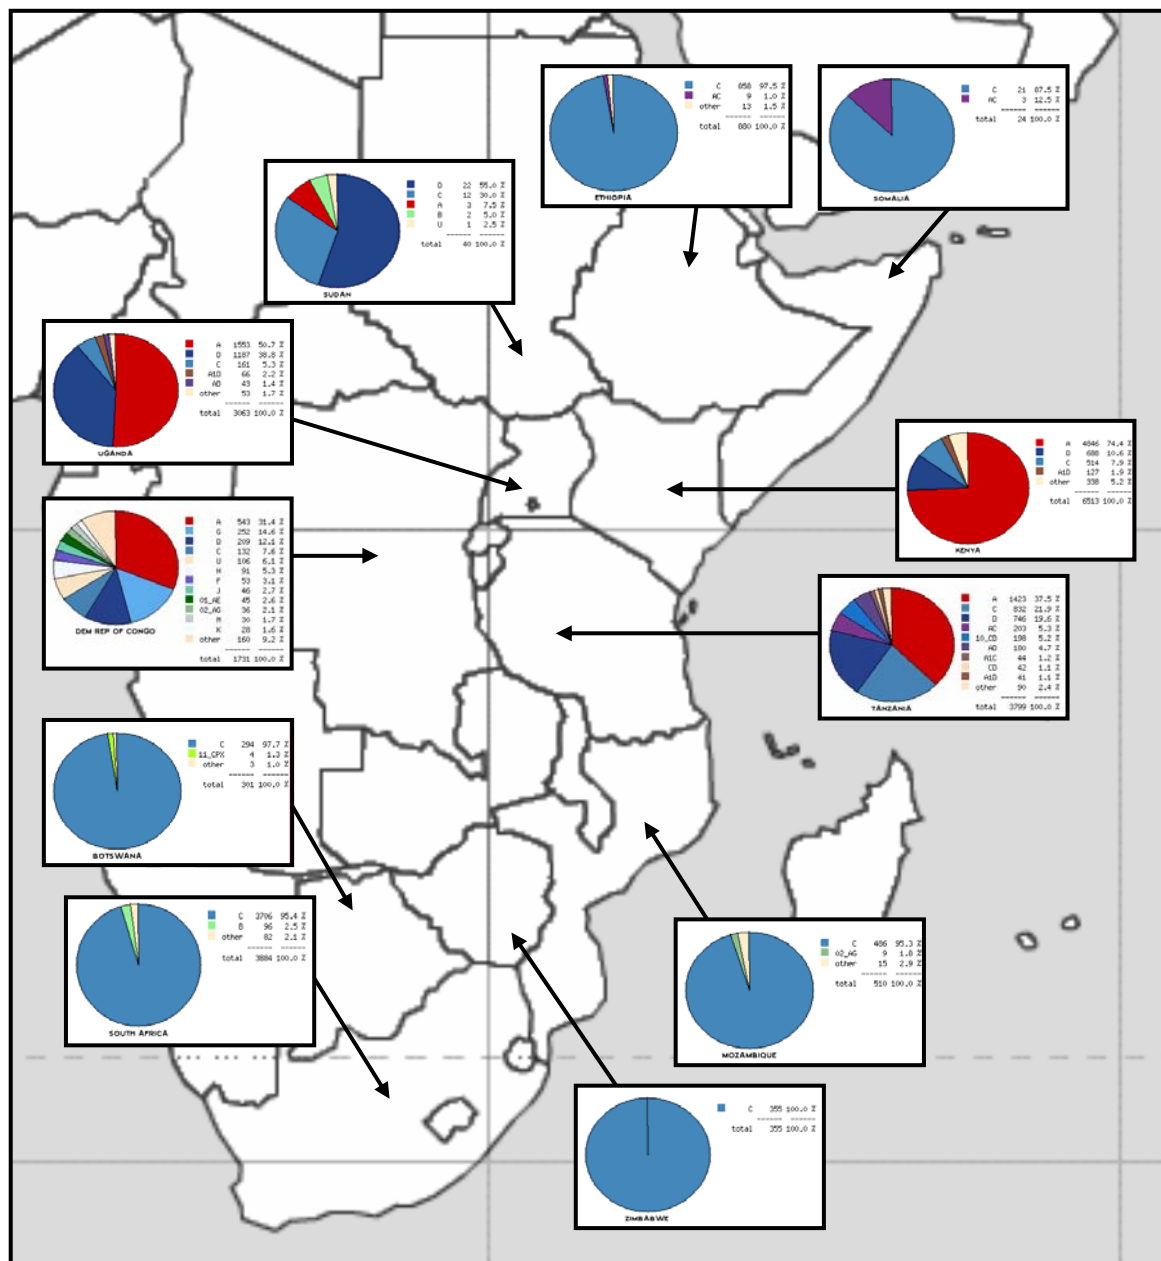 C 858 97.5 %
AC 9 1.0 %
other 13 1.5 %
------ ------
total 880 100.0 %
ETHIOPIA
C 21 87.5 %
AC 3 12.5 %
------ ------
total 24 100.0 %
SOMALIA
D 22 55.0 %
C 12 30.0 %
A 3 7.5 %
B 2 5.0 %
U 1 2.5 %
------ ------
total 40 100.0 %
SUDAN
A 1553 50.7 %
D 1187 38.8 %
C 161 5.3 %
A1D 66 2.2 %
AD 43 1.4 %
other 53 1.7 %
------ ------
total 3063 100.0 %
UGANDA
A 4846 74.4 %
D 688 10.6 %
C 514 7.9 %
A1D 127 1.9 %
other 338 5.2 %
------ ------
total 6513 100.0 %
KENYA
A 543 31.4 %
G 252 14.6 %
D 209 12.1 %
C 132 7.6 %
U 106 6.1 %
H 91 5.3 %
F 53 3.1 %
J 46 2.7 %
01_AE 45 2.6 %
02_AG 36 2.1 %
M 30 1.7 %
K 28 1.6 %
other 160 9.2 %
------ ------
total 1731 100.0 %
DEM REP OF CONGO
A 1423 37.5 %
C 832 21.9 %
D 746 19.6 %
AC 203 5.3 %
10_CD 198 5.2 %
AD 180 4.7 %
A1C 44 1.2 %
CD 42 1.1 %
A1D 41 1.1 %
other 90 2.4 %
------ ------
total 3799 100.0 %
TANZANIA
C 294 97.7 %
11_CPX 4 1.3 %
other 3 1.0 %
------ ------
total 301 100.0 %
BOTSWANA
C 3706 95.4 %
B 96 2.5 %
other 82 2.1 %
------ ------
total 3884 100.0 %
SOUTH AFRICA
C 486 95.3 %
02_AG 9 1.8 %
other 15 2.9 %
------ ------
total 510 100.0 %
MOZAMBIQUE
C 355 100.0 %
------ ------
total 355 100.0 %
ZIMBABWE